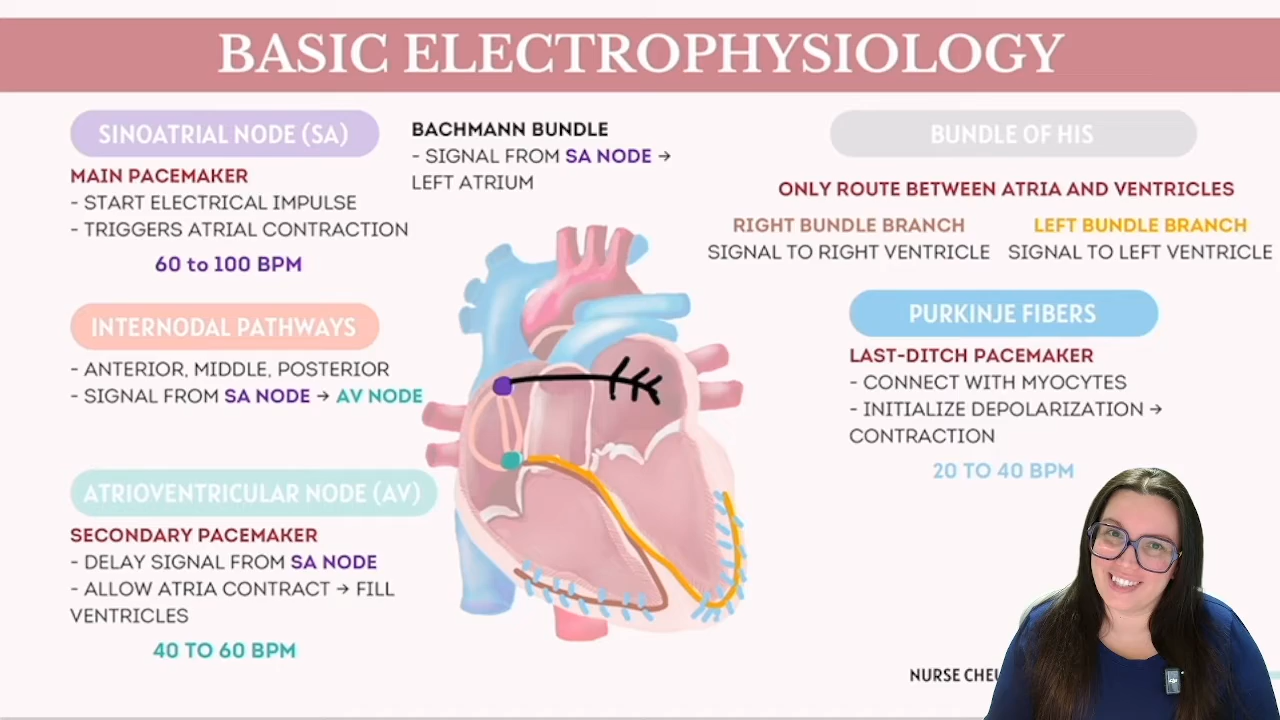 BASIC ELECTROPHYSIOLOGY
SINOATRIAL NODE (SA)
MAIN PACEMAKER
- START ELECTRICAL IMPULSE
- TRIGGERS ATRIAL CONTRACTION
60 to 100 BPM
BACHMANN BUNDLE
- SIGNAL FROM SA NODE →
LEFT ATRIUM
BUNDLE OF HIS
ONLY ROUTE BETWEEN ATRIA AND VENTRICLES
RIGHT BUNDLE BRANCH
SIGNAL TO RIGHT VENTRICLE
LEFT BUNDLE BRANCH
SIGNAL TO LEFT VENTRICLE
INTERNODAL PATHWAYS
- ANTERIOR, MIDDLE, POSTERIOR
- SIGNAL FROM SA NODE → AV NODE
PURKINJE FIBERS
LAST-DITCH PACEMAKER
- CONNECT WITH MYOCYTES
- INITIALIZE DEPOLARIZATION →
CONTRACTION
20 TO 40 BPM
ATRIOVENTRICULAR NODE (AV)
SECONDARY PACEMAKER
- DELAY SIGNAL FROM SA NODE
- ALLOW ATRIA CONTRACT → FILL
VENTRICLES
40 TO 60 BPM
NURSE